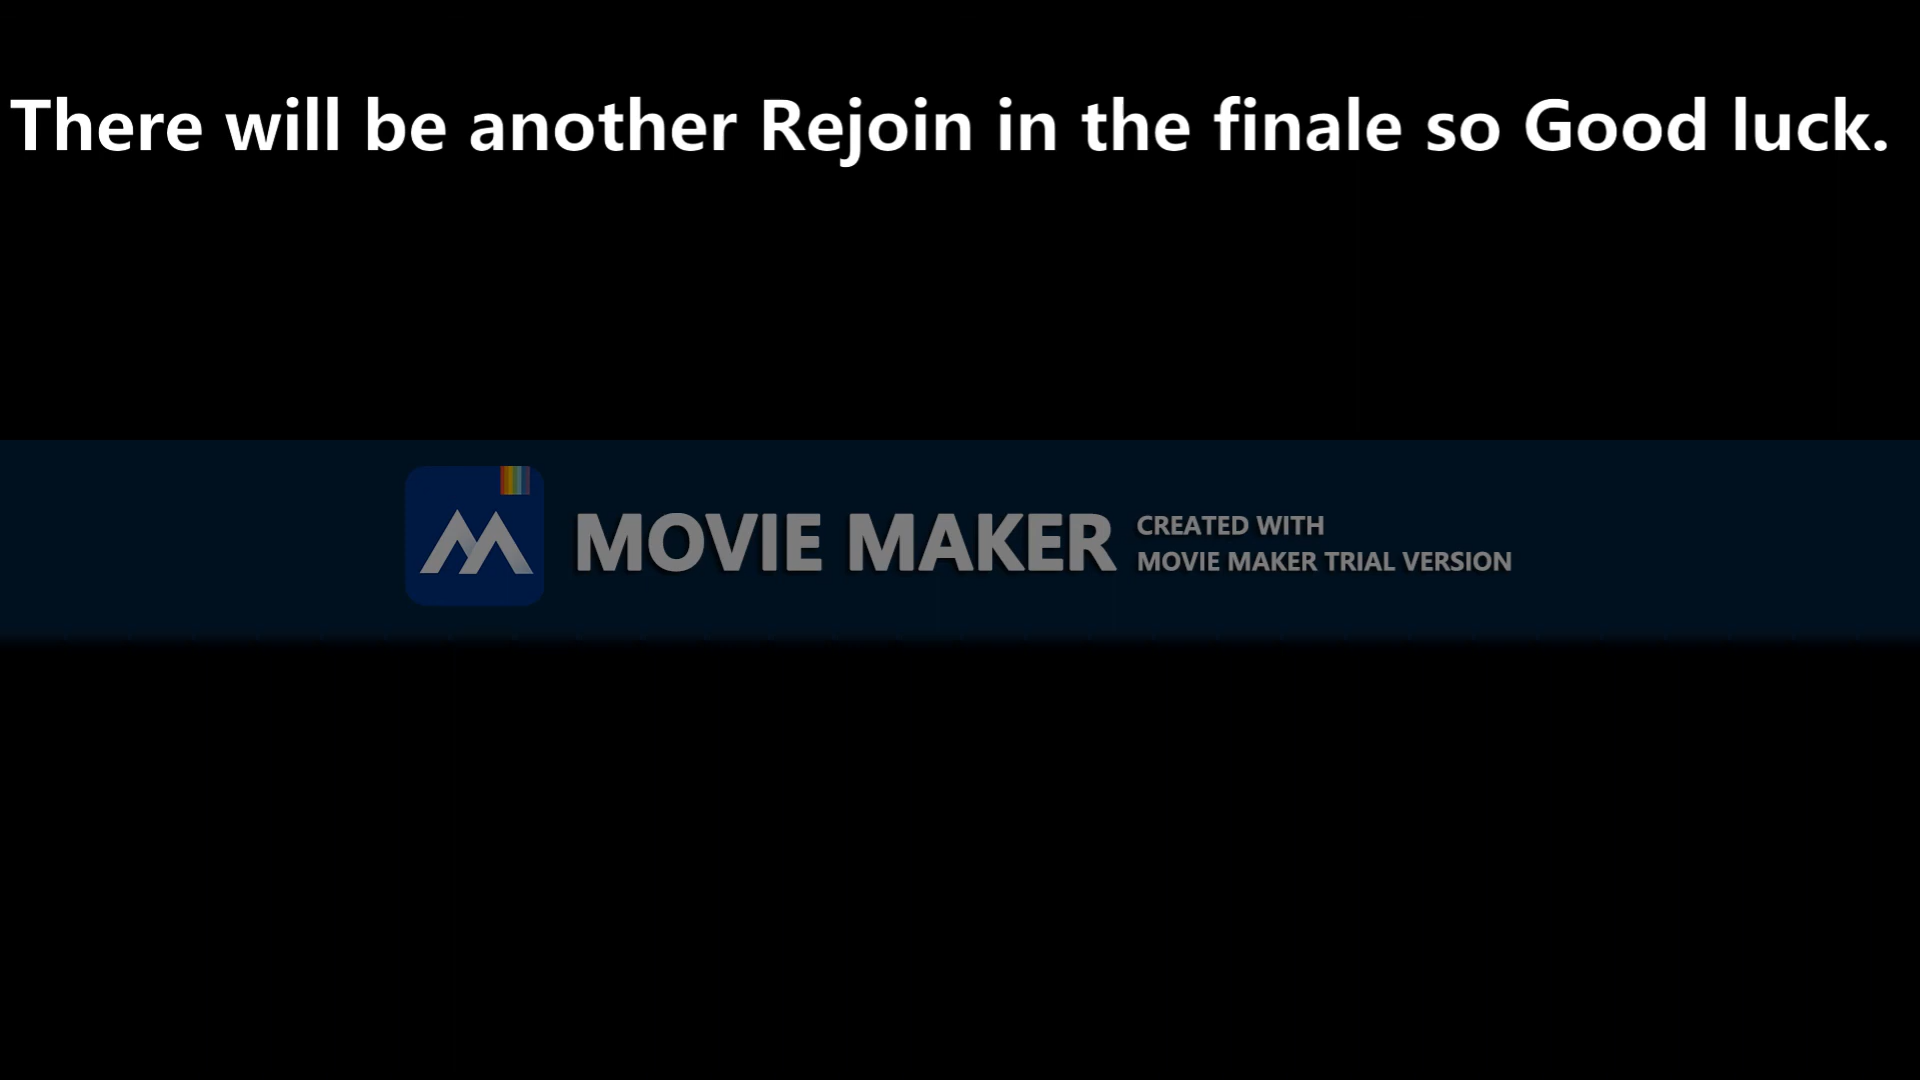 There will be another Rejoin in the finale so Good luck.
MOVIE MAKER
CREATED WITH
MOVIE MAKER TRIAL VERSION